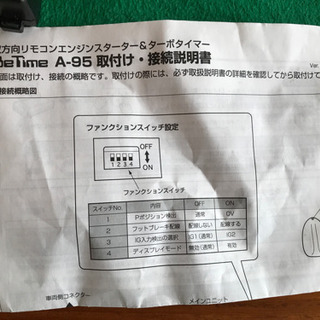 方向リモコンエンジンスターター＆ターボタイマー
eTime A-95 取付け・接続説明書
Ver.
面は取付け、接続の概略です。取付けの際には、必ず取扱説明書の詳細を確認してから取付けて
接続概略図
ファンクションスイッチ設定
OFF
ON
1 2 3 4
ファンクションスイッチ
スイッチNo. 内容 OFF ON
1 Pポジション検出 通常 0V
2 フットブレーキ配線 配線しない 配線する
3 IG入力検出の選択 IG1(通常) IG2
4 ディスプレイモード 無効(通常) 有効
車両側コネクター
メインユニット